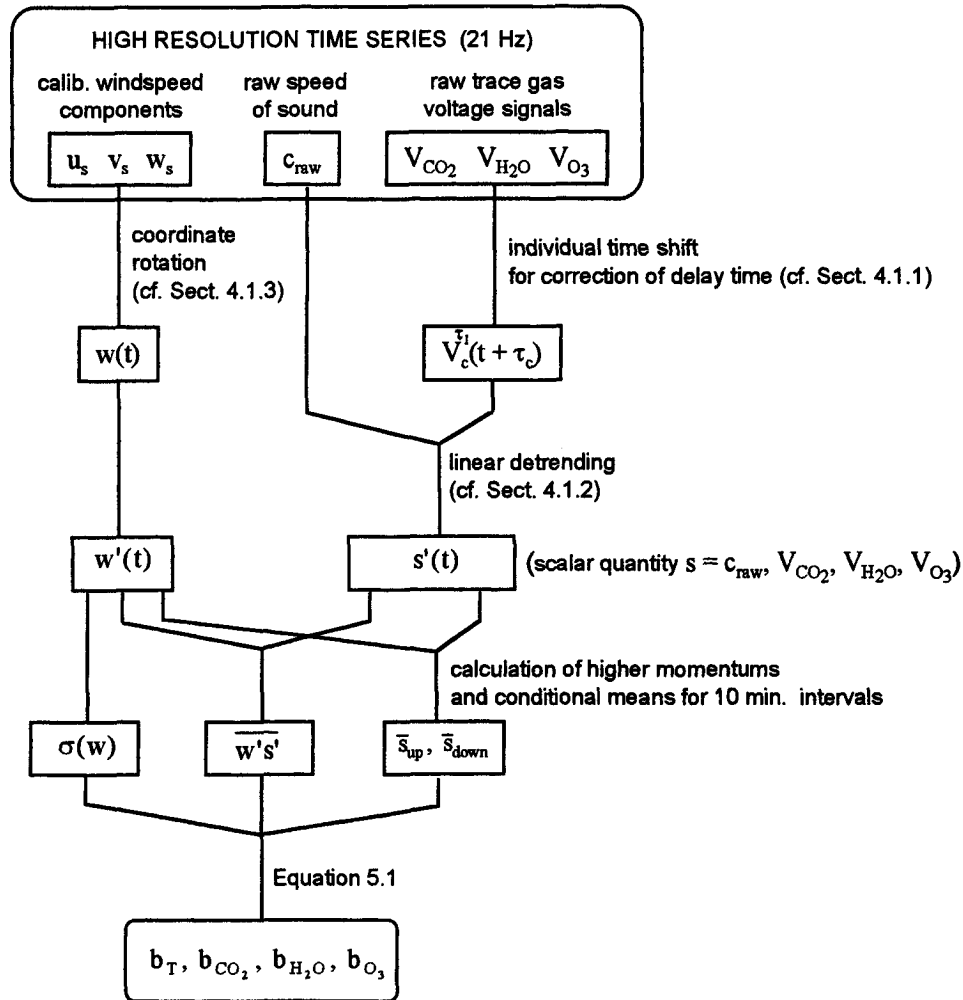 HIGH RESOLUTION TIME SERIES (21 Hz)
calib. windspeed components
raw speed of sound
raw trace gas voltage signals
u_s v_s w_s
c_raw
V_CO₂ V_H₂O V_O₃
coordinate
rotation
(cf. Sect. 4.1.3)
individual time shift
for correction of delay time (cf. Sect. 4.1.1)
w(t)
V_c^τ₁(t + τ_c)
linear detrending
(cf. Sect. 4.1.2)
w'(t)
s'(t)
(scalar quantity s = c_raw, V_CO₂, V_H₂O, V_O₃)
calculation of higher momentums
and conditional means for 10 min. intervals
σ(w)
w̅'̅s̅'̅
s̅_up, s̅_down
Equation 5.1
b_T, b_CO₂, b_H₂O, b_O₃